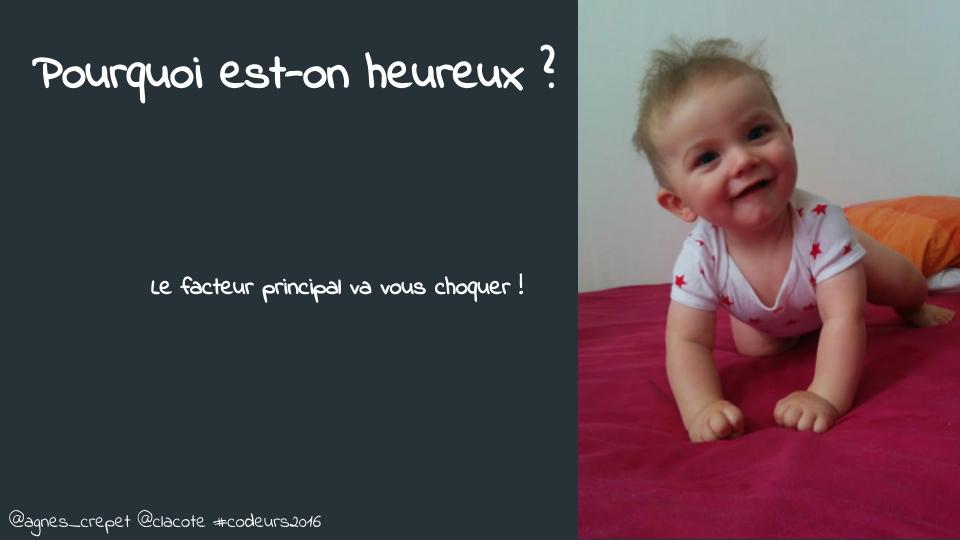 Pourquoi est-on heureux ?
Le facteur principal va vous choquer !
@agnes_crepet @clacote #codeurs2016